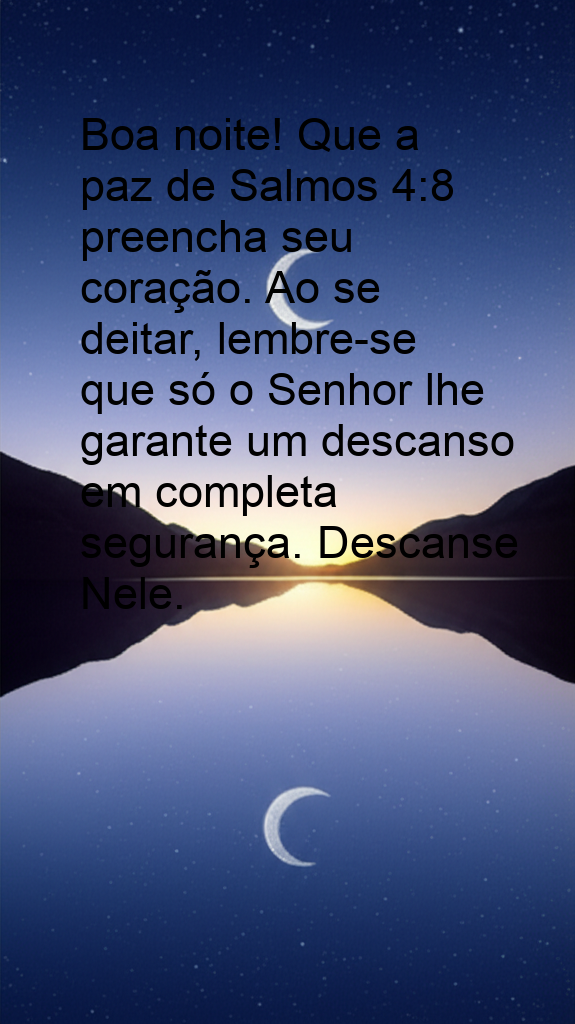 Boa noite! Que a
paz de Salmos 4:8
preencha seu
coração. Ao se
deitar, lembre-se
que só o Senhor lhe
garante um descanso
em completa
segurança. Descanse
Nele.